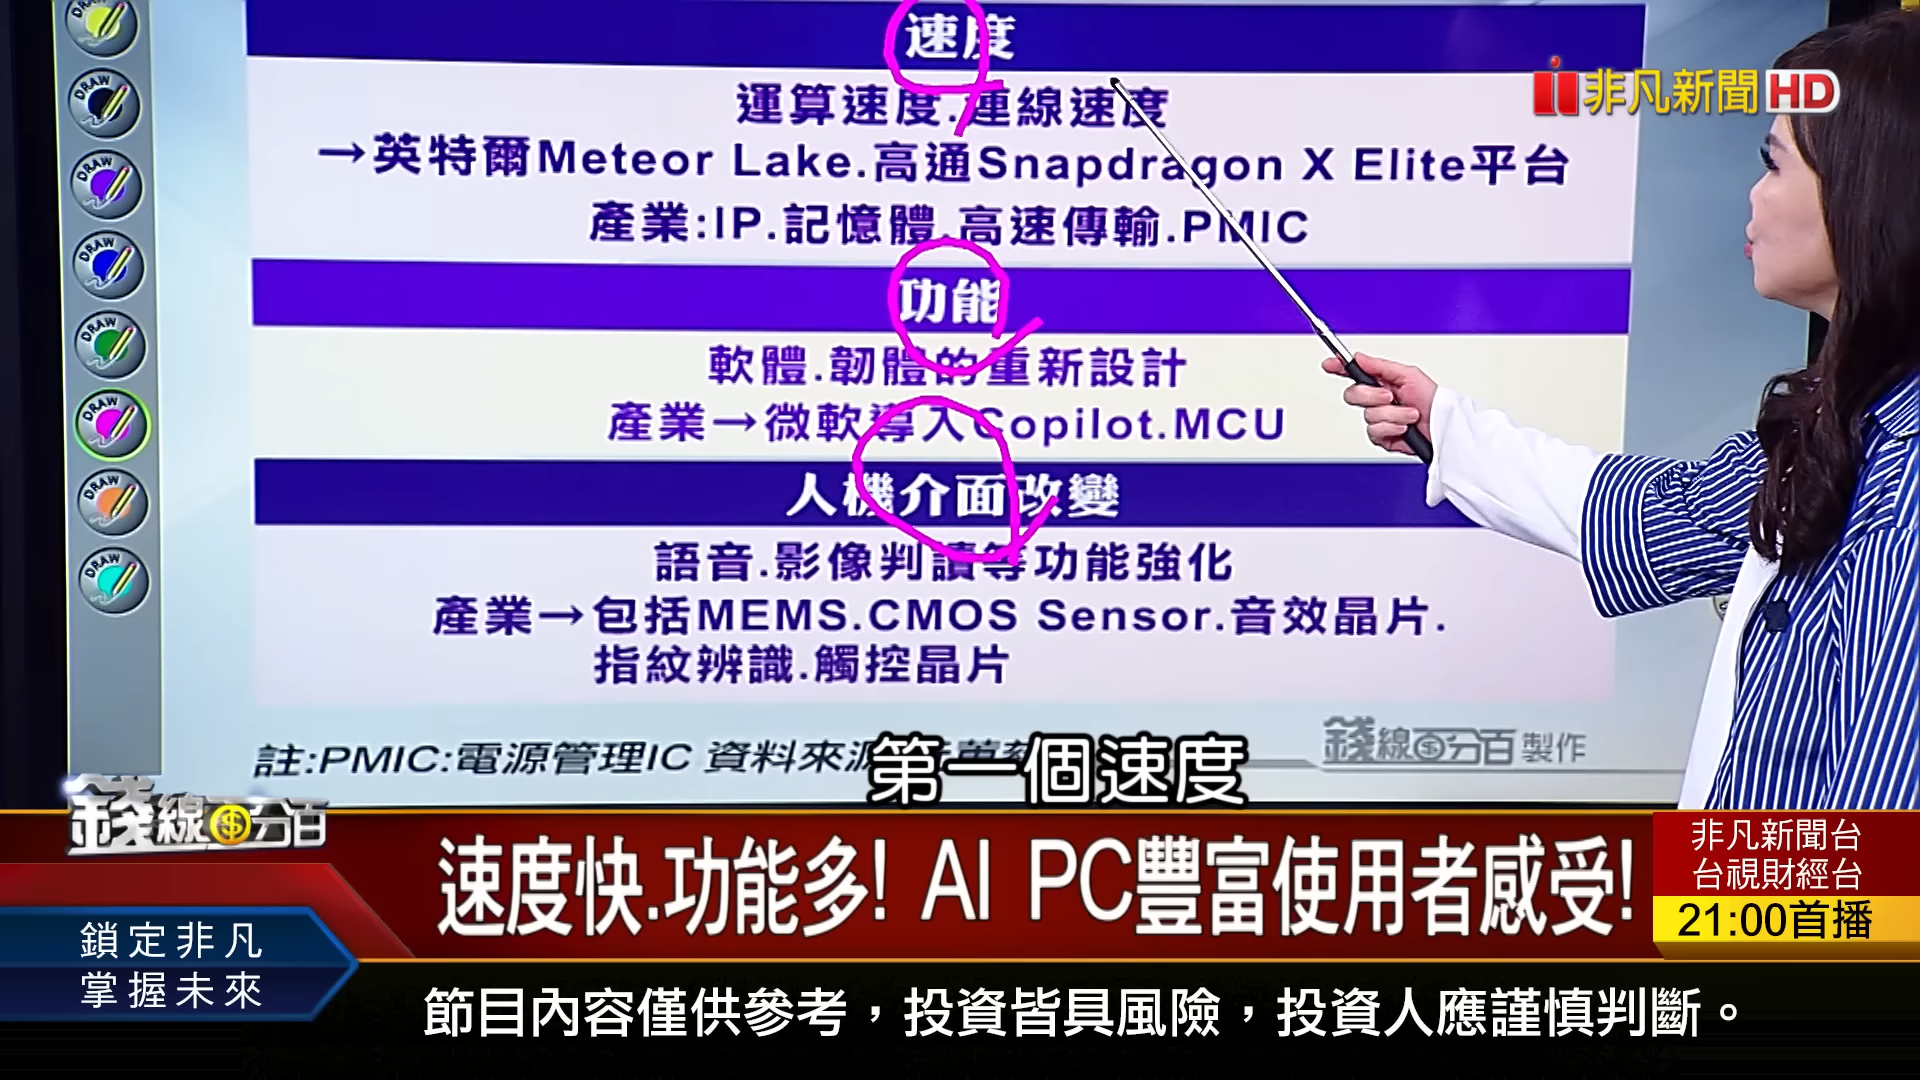 速度
非凡新聞HD
運算速度.連線速度
→英特爾Meteor Lake.高通Snapdragon X Elite平台
產業:IP.記憶體.高速傳輸.PMIC
功能
軟體.韌體的重新設計
產業→微軟導入Copilot.MCU
人機介面改變
語音.影像判讀等功能強化
產業→包括MEMS.CMOS Sensor.音效晶片.
指紋辨識.觸控晶片
DRAW
DRAW
DRAW
DRAW
DRAW
DRAW
DRAW
DRAW
註:PMIC:電源管理IC 資料來源
錢線百分百製作
第一個速度
錢線百分百
速度快.功能多! AI PC豐富使用者感受!
非凡新聞台
台視財經台
21:00首播
鎖定非凡
掌握未來
節目內容僅供參考，投資皆具風險，投資人應謹慎判斷。